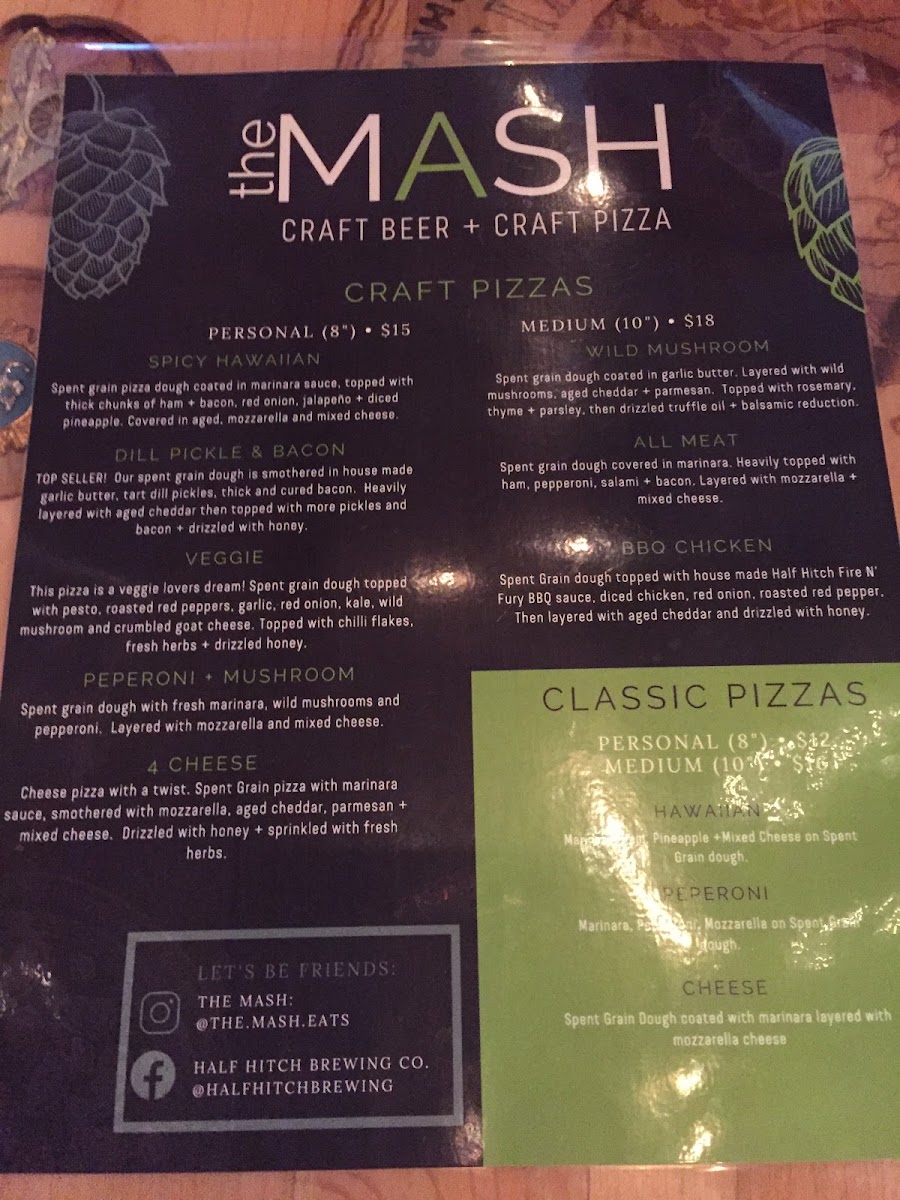 the MASH
CRAFT BEER + CRAFT PIZZA
CRAFT PIZZAS
PERSONAL (8") • $15
MEDIUM (10") • $18
SPICY HAWAIIAN
Spent grain pizza dough coated in marinara sauce, topped with
thick chunks of ham + bacon, red onion, jalapeño + diced
pineapple. Covered in aged, mozzarella and mixed cheese.
DILL PICKLE & BACON
TOP SELLER! Our spent grain dough is smothered in house made
garlic butter, tart dill pickles, thick and cured bacon. Heavily
layered with aged cheddar then topped with more pickles and
bacon + drizzled with honey.
VEGGIE
This pizza is a veggie lovers dream! Spent grain dough topped
with pesto, roasted red peppers, garlic, red onion, kale, wild
mushroom and crumbled goat cheese. Topped with chilli flakes,
fresh herbs + drizzled honey.
PEPERONI + MUSHROOM
Spent grain dough with fresh marinara, wild mushrooms and
pepperoni. Layered with mozzarella and mixed cheese.
4 CHEESE
Cheese pizza with a twist. Spent Grain pizza with marinara
sauce, smothered with mozzarella, aged cheddar, parmesan +
mixed cheese. Drizzled with honey + sprinkled with fresh
herbs.
WILD MUSHROOM
Spent grain dough coated in garlic butter. Layered with wild
mushrooms, aged cheddar + parmesan. Topped with rosemary,
thyme + parsley, then drizzled truffle oil + balsamic reduction.
ALL MEAT
Spent grain dough covered in marinara. Heavily topped with
ham, pepperoni, salami + bacon. Layered with mozzarella +
mixed cheese.
BBQ CHICKEN
Spent Grain dough topped with house made Half Hitch Fire N'
Fury BBQ sauce, diced chicken, red onion, roasted red pepper.
Then layered with aged cheddar and drizzled with honey.
CLASSIC PIZZAS
PERSONAL (8") • $12
MEDIUM (10") • $16
HAWAIIAN
Pineapple +Mixed Cheese on Spent
Grain dough.
PEPERONI
Marinara, Mozzarella on Spent Grain
dough.
CHEESE
Spent Grain Dough coated with marinara layered with
mozzarella cheese
LET'S BE FRIENDS:
THE MASH:
@THE.MASH.EATS
HALF HITCH BREWING CO.
@HALFHITCHBREWING